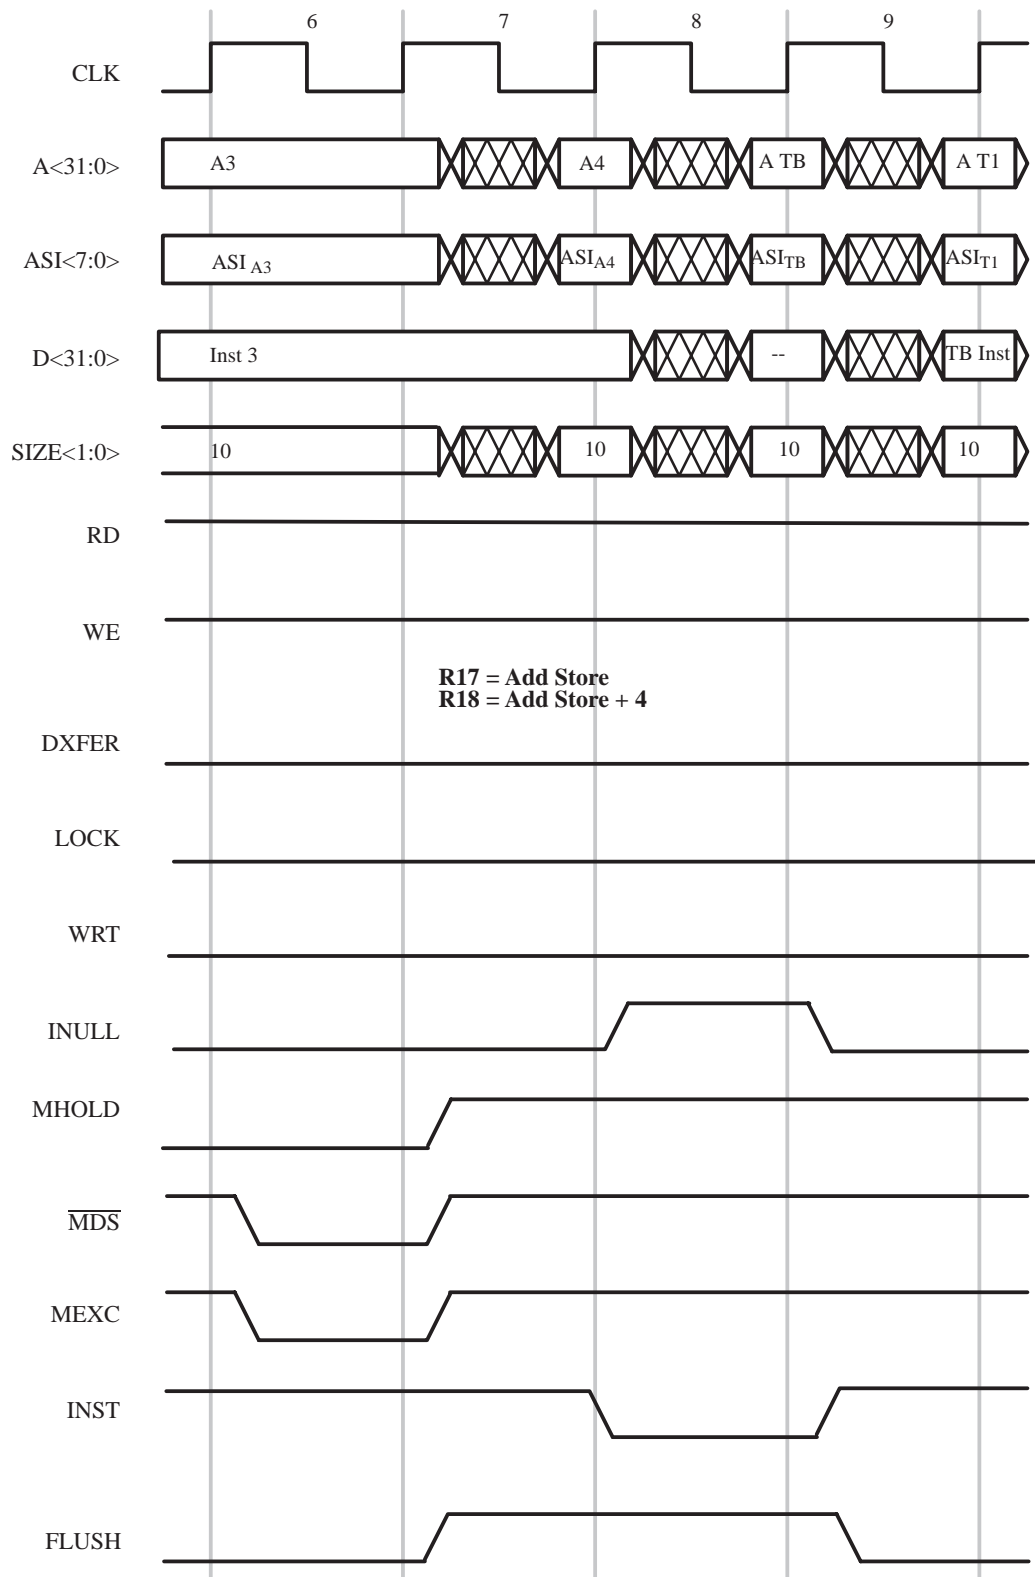 6 7 8 9
CLK
A<31:0> A3 A4 A TB A T1
ASI<7:0> ASI A3 ASIA4 ASITB ASIT1
D<31:0> Inst 3 -- TB Inst
SIZE<1:0> 10 10 10 10
RD
WE
R17 = Add Store
R18 = Add Store + 4
DXFER
LOCK
WRT
INULL
MHOLD
MDS
MEXC
INST
FLUSH